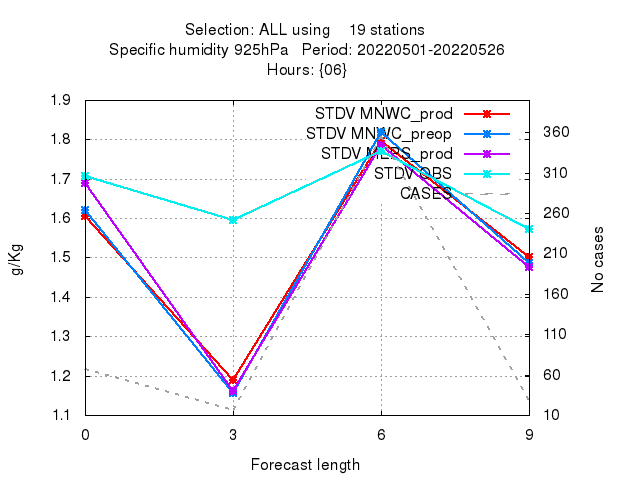 Selection: ALL using 19 stations
Specific humidity 925hPa Period: 20220501-20220526
Hours: {06}
1.9
1.8
1.7
1.6
1.5
1.4
1.3
1.2
1.1
g/Kg
STDV MNWC_prod
STDV MNWC_preop
STDV MEPS_prod
STDV OBS
CASES
360
310
260
210
160
110
60
10
No cases
0 3 6 9
Forecast length